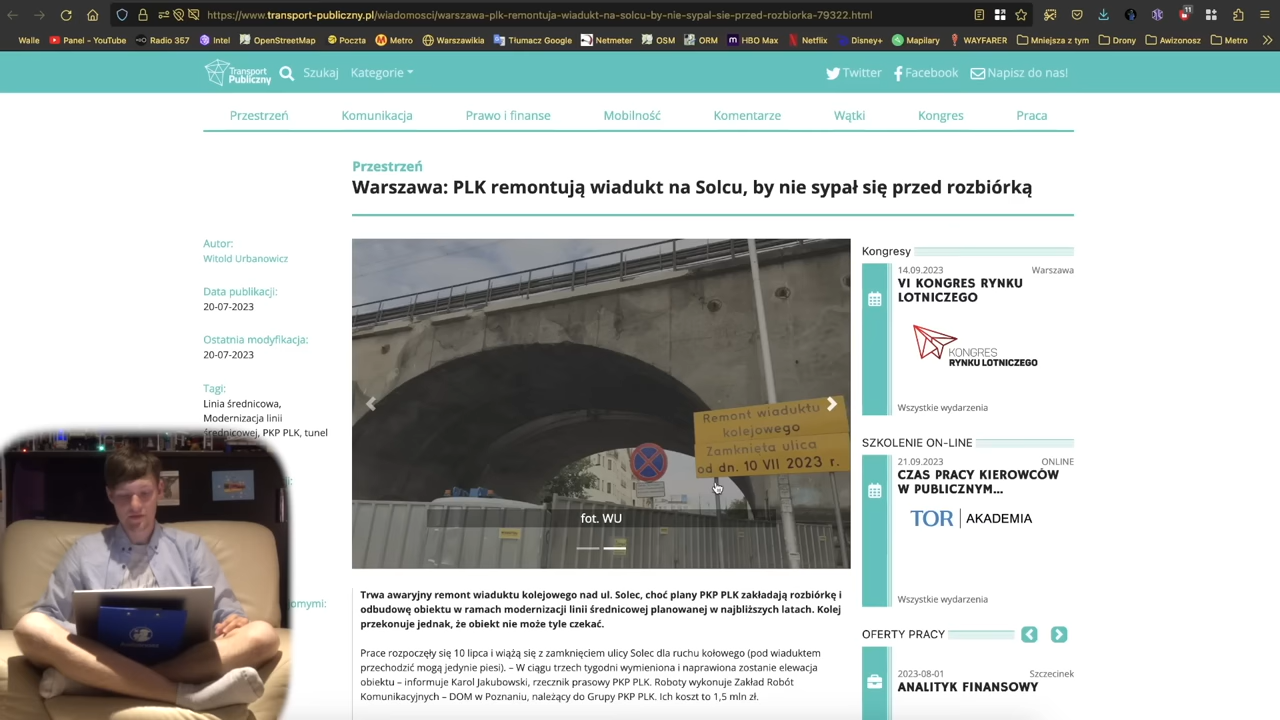 https://www.transport-publiczny.pl/wiadomosci/warszawa-plk-remontuja-wiadukt-na-solcu-by-nie-sypal-sie-przed-rozbiorka-79322.html
11
Walle Panel – YouTube Radio 357 Intel OpenStreetMap Poczta Metro Warszawikia Tłumacz Google Netmeter OSM ORM HBO Max Netflix Disney+ Mapilary WAYFARER Mniejsza z tym Drony Awizonosz Metro
Transport Publiczny Szukaj Kategorie Twitter Facebook Napisz do nas!
Przestrzeń Komunikacja Prawo i finanse Mobilność Komentarze Wątki Kongres Praca
Przestrzeń
Warszawa: PLK remontują wiadukt na Solcu, by nie sypał się przed rozbiórką
Autor:
Witold Urbanowicz
Data publikacji:
20-07-2023
Ostatnia modyfikacja:
20-07-2023
Tagi:
Linia średnicowa,
Modernizacja linii
średnicowej, PKP PLK, tunel
omymi:
Remont wiaduktu
kolejowego
Zamknięta ulica
od dn. 10 VII 2023 r.
fot. WU
Trwa awaryjny remont wiaduktu kolejowego nad ul. Solec, choć plany PKP PLK zakładają rozbiórkę i
odbudowę obiektu w ramach modernizacji linii średnicowej planowanej w najbliższych latach. Kolej
przekonuje jednak, że obiekt nie może tyle czekać.
Prace rozpoczęły się 10 lipca i wiążą się z zamknięciem ulicy Solec dla ruchu kołowego (pod wiaduktem
przechodzić mogą jedynie piesi). – W ciągu trzech tygodni wymieniona i naprawiona zostanie elewacja
obiektu – informuje Karol Jakubowski, rzecznik prasowy PKP PLK. Roboty wykonuje Zakład Robót
Komunikacyjnych – DOM w Poznaniu, należący do Grupy PKP PLK. Ich koszt to 1,5 mln zł.
Kongresy
14.09.2023 Warszawa
VI KONGRES RYNKU
LOTNICZEGO
KONGRES
RYNKU LOTNICZEGO
Wszystkie wydarzenia
SZKOLENIE ON-LINE
21.09.2023 ONLINE
CZAS PRACY KIEROWCÓW
W PUBLICZNYM...
TOR AKADEMIA
Wszystkie wydarzenia
OFERTY PRACY
2023-08-01 Szczecinek
ANALITYK FINANSOWY